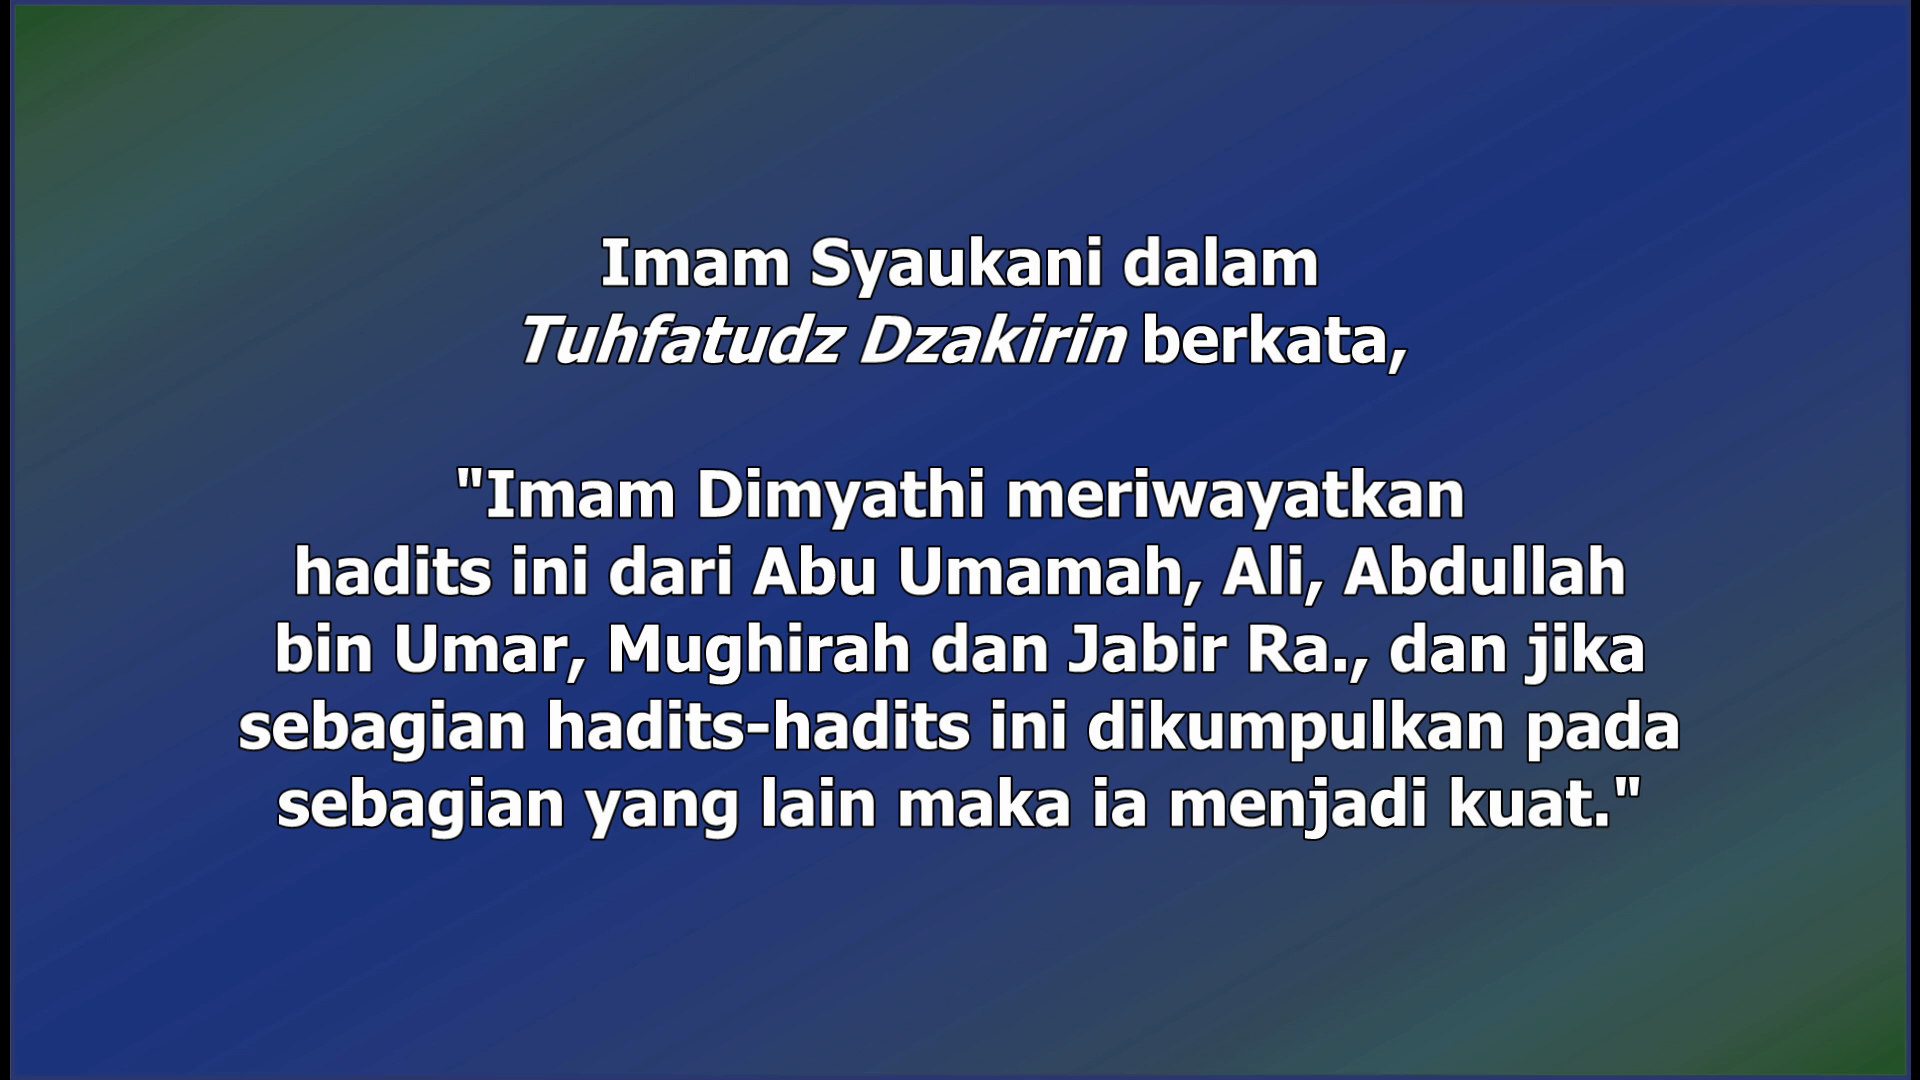 Imam Syaukani dalam
Tuhfatudz Dzakirin berkata,
"Imam Dimyathi meriwayatkan
hadits ini dari Abu Umamah, Ali, Abdullah
bin Umar, Mughirah dan Jabir Ra., dan jika
sebagian hadits-hadits ini dikumpulkan pada
sebagian yang lain maka ia menjadi kuat."